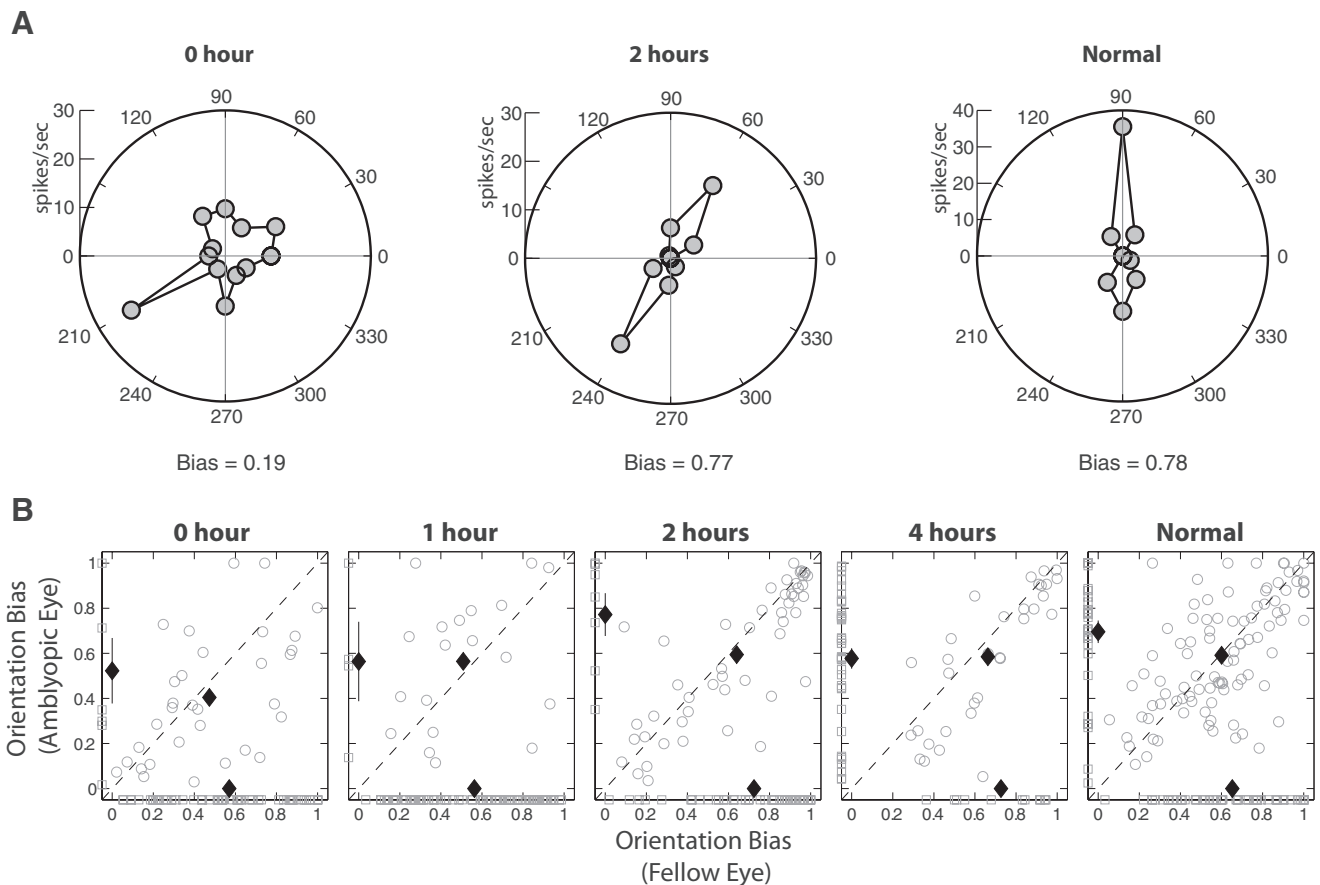 A
0 hour
2 hours
Normal
30
20
10
0
spikes/sec
90
60
30
0
330
300
270
240
210
120
30
20
10
0
spikes/sec
90
60
30
0
330
300
270
240
210
120
40
30
20
10
0
spikes/sec
90
60
30
0
330
300
270
240
210
120
Bias = 0.19
Bias = 0.77
Bias = 0.78
B
0 hour
1 hour
2 hours
4 hours
Normal
Orientation Bias
(Amblyopic Eye)
1
0.8
0.6
0.4
0.2
0
0 0.2 0.4 0.6 0.8 1
0 0.2 0.4 0.6 0.8 1
0 0.2 0.4 0.6 0.8 1
0 0.2 0.4 0.6 0.8 1
0 0.2 0.4 0.6 0.8 1
Orientation Bias
(Fellow Eye)